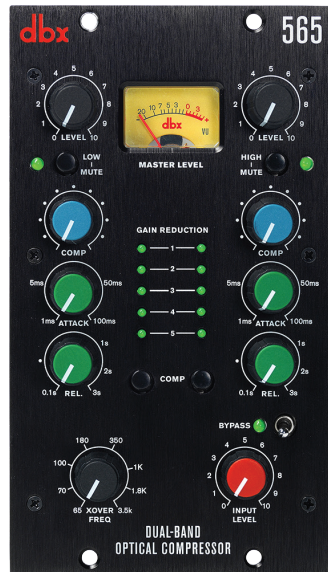 dbx 565
4 5 6
3 7
2 8
1 9
0 LEVEL 10
4 5 6
3 7
2 8
1 9
0 LEVEL 10
20 10 7 5 3 0 3
dbx
VU
MASTER LEVEL
LOW
MUTE
HIGH
MUTE
COMP
COMP
GAIN REDUCTION
1
2
3
4
5
5ms 50ms
1ms ATTACK 100ms
5ms 50ms
1ms ATTACK 100ms
1s
2s
0.1s REL. 3s
1s
2s
0.1s REL. 3s
COMP
BYPASS
180 350
100 1K
70 1.8K
65 XOVER 3.5k
FREQ
4 5 6
3 7
2 8
1 9
0 INPUT 10
LEVEL
DUAL-BAND
OPTICAL COMPRESSOR